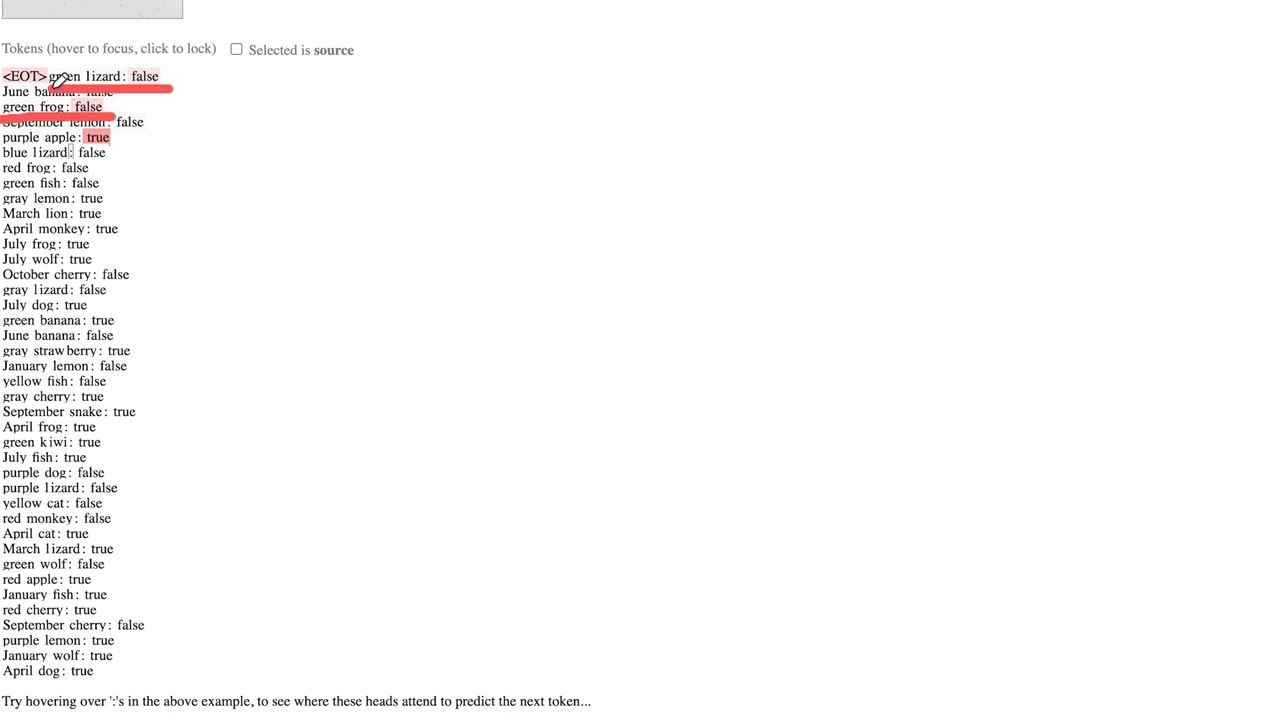 Tokens (hover to focus, click to lock) Selected is source
<EOT>green lizard: false
June banana: false
green frog: false
September lemon: false
purple apple: true
blue lizard: false
red frog: false
green fish: false
gray lemon: true
March lion: true
April monkey: true
July frog: true
July wolf: true
October cherry: false
gray lizard: false
July dog: true
green banana: true
June banana: false
gray strawberry: true
January lemon: false
yellow fish: false
gray cherry: true
September snake: true
April frog: true
green kiwi: true
July fish: true
purple dog: false
purple lizard: false
yellow cat: false
red monkey: false
April cat: true
March lizard: true
green wolf: false
red apple: true
January fish: true
red cherry: true
September cherry: false
purple lemon: true
January wolf: true
April dog: true
Try hovering over ':'s in the above example, to see where these heads attend to predict the next token...